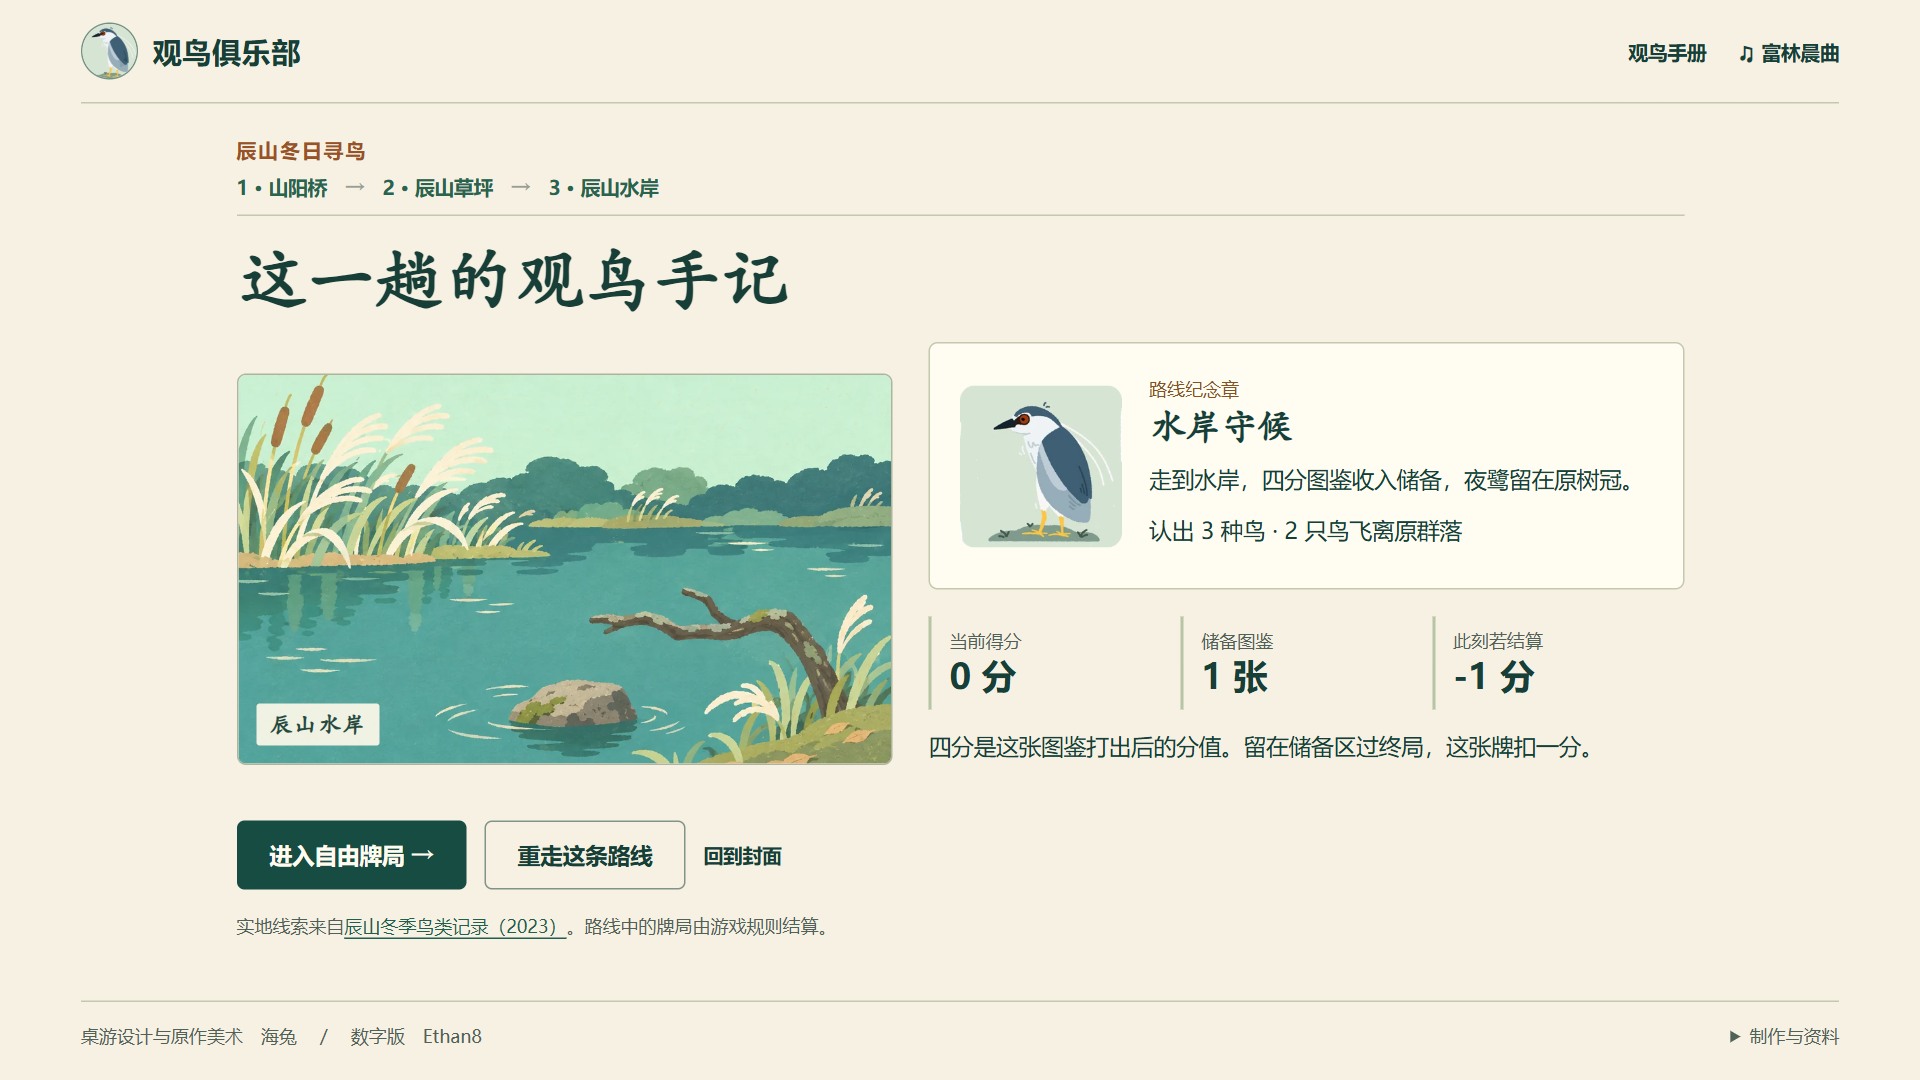 观鸟俱乐部
观鸟手册 ♫ 富林晨曲
辰山冬日寻鸟
1 • 山阳桥 → 2 • 辰山草坪 → 3 • 辰山水岸
这一趟的观鸟手记
辰山水岸
路线纪念章
水岸守候
走到水岸，四分图鉴收入储备，夜鹭留在原树冠。
认出 3 种鸟 · 2 只鸟飞离原群落
当前得分
0 分
储备图鉴
1 张
此刻若结算
-1 分
四分是这张图鉴打出后的分值。留在储备区过终局，这张牌扣一分。
进入自由牌局 →
重走这条路线
回到封面
实地线索来自辰山冬季鸟类记录（2023）。路线中的牌局由游戏规则结算。
桌游设计与原作美术 海兔 / 数字版 Ethan8
▶ 制作与资料